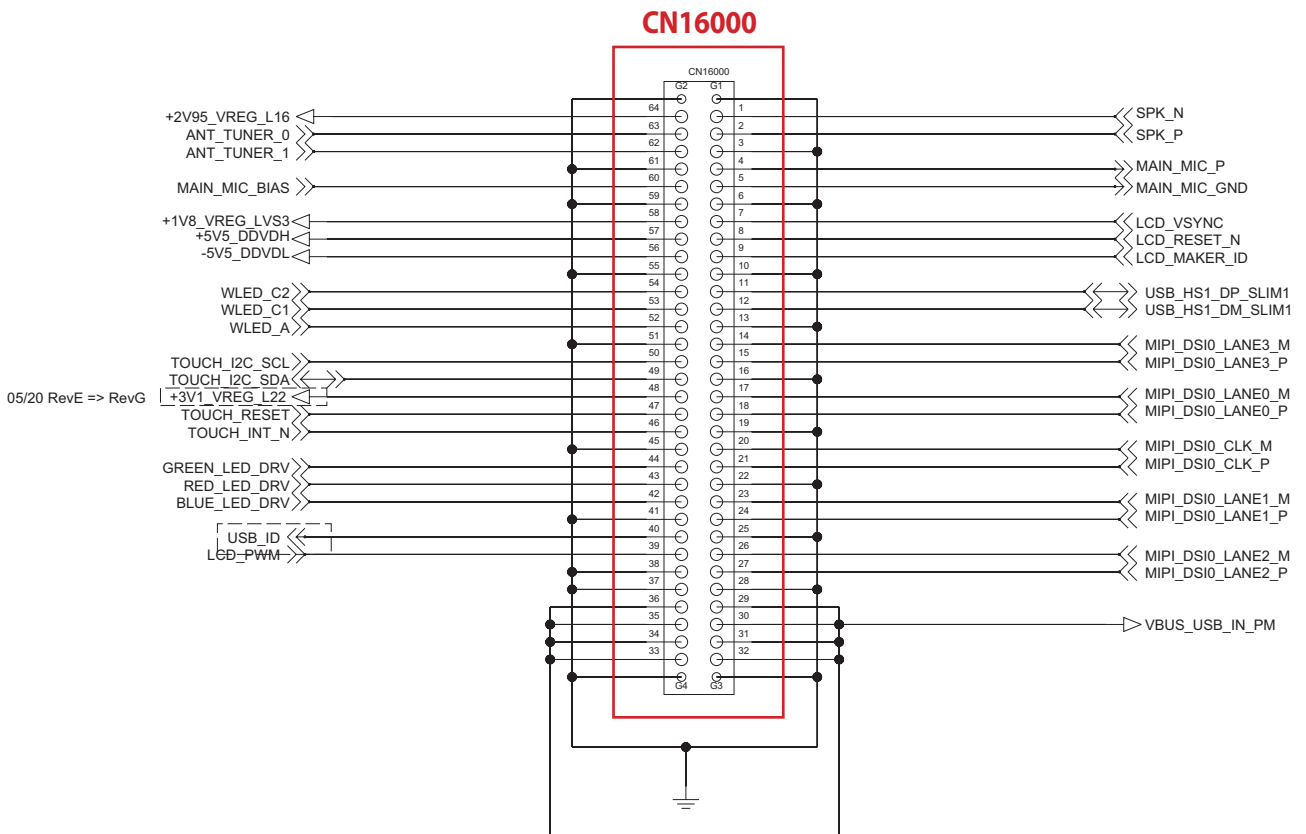 CN16000
CN16000
G2 G1
+2V95_VREG_L16 64 1 SPK_N
ANT_TUNER_0 63 2 SPK_P
ANT_TUNER_1 62 3
61 4 MAIN_MIC_P
MAIN_MIC_BIAS 60 5 MAIN_MIC_GND
59 6
+1V8_VREG_LVS3 58 7 LCD_VSYNC
+5V5_DDVDH 57 8 LCD_RESET_N
-5V5_DDVDL 56 9 LCD_MAKER_ID
55 10
WLED_C2 54 11 USB_HS1_DP_SLIM1
WLED_C1 53 12 USB_HS1_DM_SLIM1
WLED_A 52 13
51 14 MIPI_DSI0_LANE3_M
TOUCH_I2C_SCL 50 15 MIPI_DSI0_LANE3_P
TOUCH_I2C_SDA 49 16
05/20 RevE => RevG +3V1_VREG_L22 48 17 MIPI_DSI0_LANE0_M
TOUCH_RESET 47 18 MIPI_DSI0_LANE0_P
TOUCH_INT_N 46 19
45 20 MIPI_DSI0_CLK_M
GREEN_LED_DRV 44 21 MIPI_DSI0_CLK_P
RED_LED_DRV 43 22
BLUE_LED_DRV 42 23 MIPI_DSI0_LANE1_M
41 24 MIPI_DSI0_LANE1_P
USB_ID 40 25
LCD_PWM 39 26 MIPI_DSI0_LANE2_M
38 27 MIPI_DSI0_LANE2_P
37 28
36 29
35 30 VBUS_USB_IN_PM
34 31
33 32
G4 G3